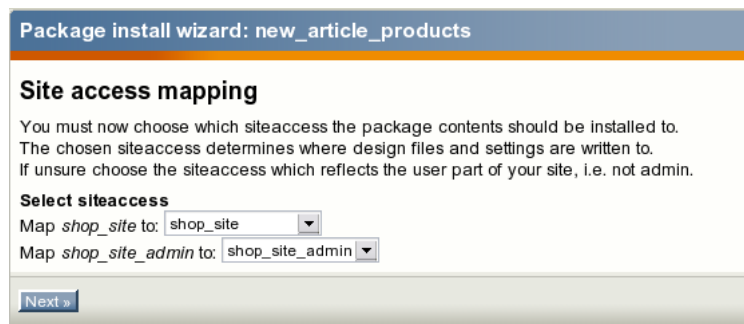 Package install wizard: new_article_products
Site access mapping
You must now choose which siteaccess the package contents should be installed to.
The chosen siteaccess determines where design files and settings are written to.
If unsure choose the siteaccess which reflects the user part of your site, i.e. not admin.
Select siteaccess
Map shop_site to: shop_site
Map shop_site_admin to: shop_site_admin
Next »